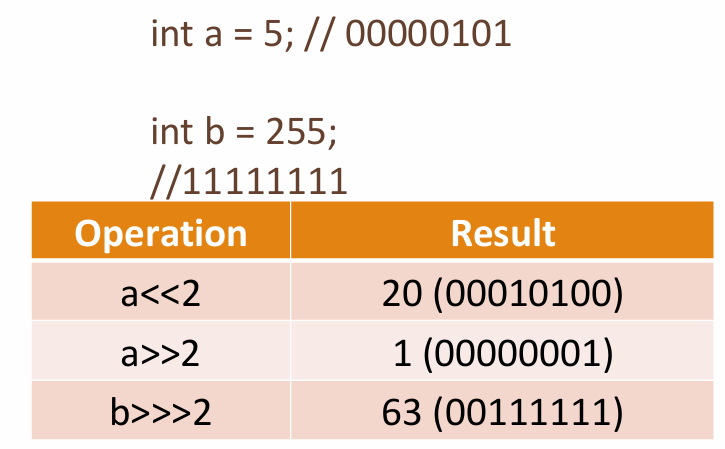 int a = 5; // 00000101
int b = 255;
//11111111
Operation Result
a<<2 20 (00010100)
a>>2 1 (00000001)
b>>>2 63 (00111111)